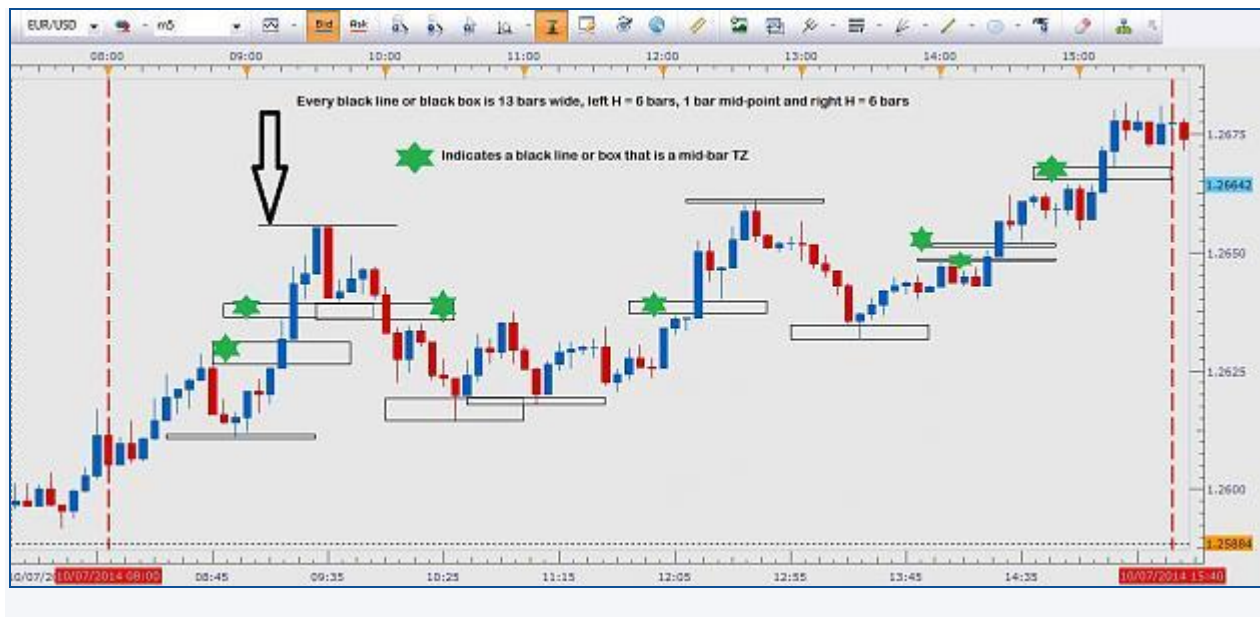 EUR/USD m5 Bid Ask
08:00 09:00 10:00 11:00 12:00 13:00 14:00 15:00
Every black line or black box is 13 bars wide, left H = 6 bars, 1 bar mid-point and right H = 6 bars
Indicates a black line or box that is a mid-bar TZ
1.2675
1.26642
1.2650
1.2625
1.2600
1.25884
10/07/2014 08:00 08:45 09:35 10:25 11:15 12:05 12:55 13:45 14:35 10/07/2014 15:40